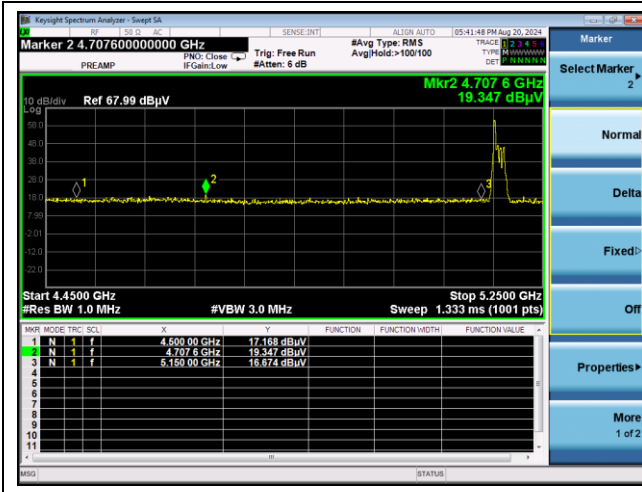 Keysight Spectrum Analyzer - Swept SA
RF 50 Ω AC SENSE:INT ALIGN AUTO 05:41:48 PM Aug 20, 2024
Marker 2 4.707600000000 GHz
PREAMP
PNO: Close
IFGain:Low
Trig: Free Run
#Atten: 6 dB
#Avg Type: RMS
Avg|Hold:>100/100
TRACE 1 2 3 4 5 6
TYPE MWWWWW
DET P NNNNN
Mkr2 4.707 6 GHz
19.347 dBµV
10 dB/div
Log
Ref 67.99 dBµV
58.0
48.0
38.0
28.0
18.0
7.99
-2.01
-12.0
-22.0
1
2
3
Start 4.4500 GHz Stop 5.2500 GHz
#Res BW 1.0 MHz #VBW 3.0 MHz Sweep 1.333 ms (1001 pts)
MKR MODE TRC SCL X Y FUNCTION FUNCTION WIDTH FUNCTION VALUE
1 N 1 f 4.500 00 GHz 17.168 dBµV
2 N 1 f 4.707 6 GHz 19.347 dBµV
3 N 1 f 5.150 00 GHz 16.674 dBµV
4
5
6
7
8
9
10
11
MSG STATUS
Marker
Select Marker
2
Normal
Delta
Fixed
Off
Properties
More
1 of 2